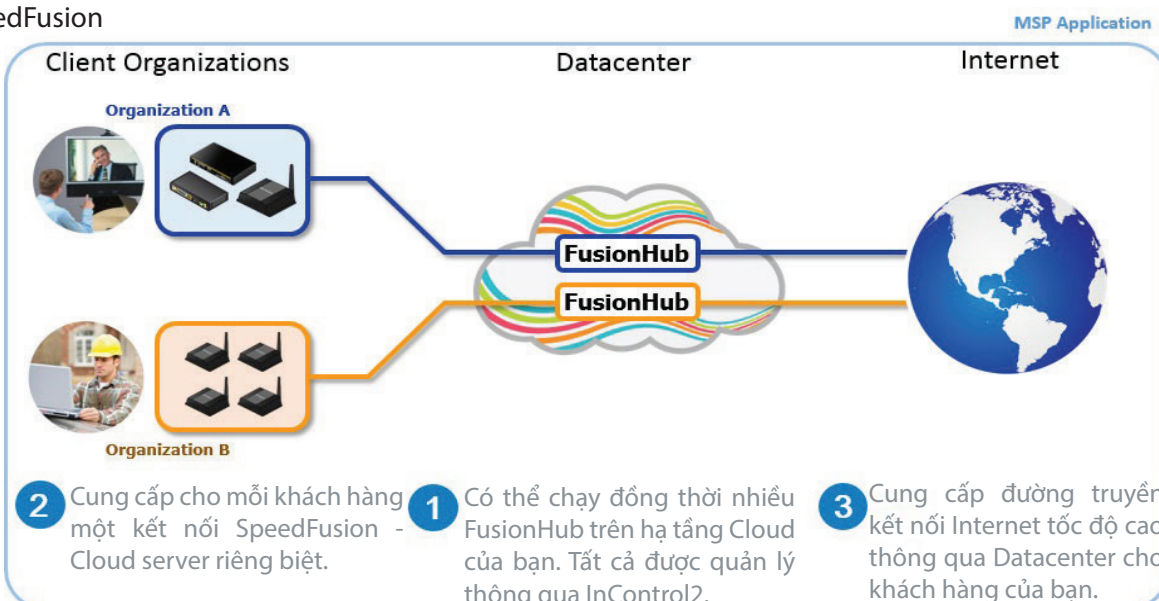 edFusion
MSP Application
Client Organizations
Datacenter
Internet
Organization A
FusionHub
FusionHub
Organization B
2
Cung cấp cho mỗi khách hàng
một kết nối SpeedFusion -
Cloud server riêng biệt.
1
Có thể chạy đồng thời nhiều
FusionHub trên hạ tầng Cloud
của bạn. Tất cả được quản lý
thông qua InControl2.
3
Cung cấp đường truyền
kết nối Internet tốc độ cao
thông qua Datacenter cho
khách hàng của bạn.